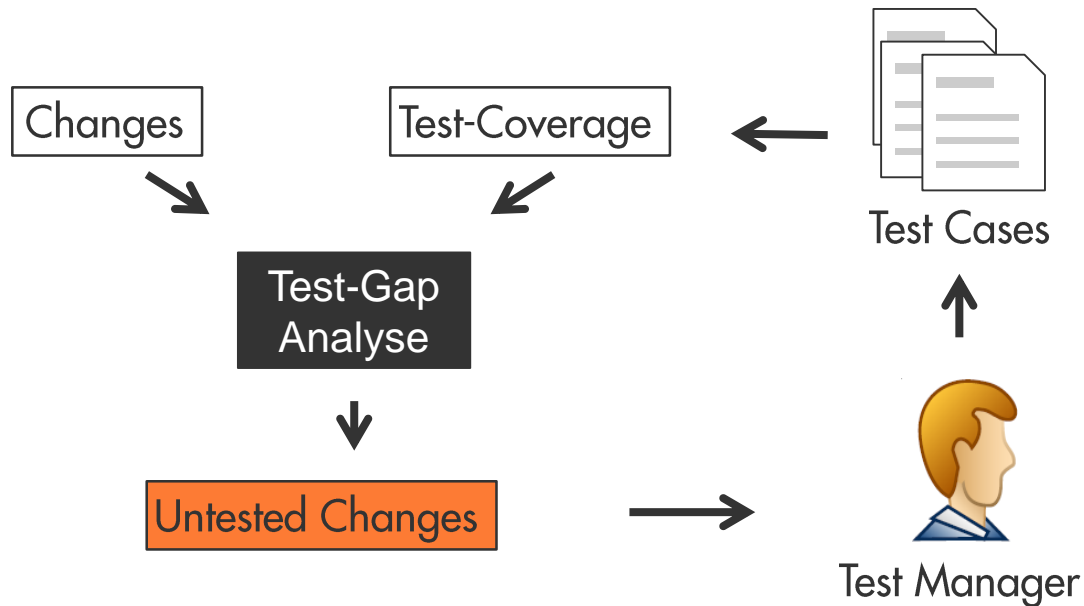 Changes
Test-Coverage
Test Cases
Test-Gap
Analyse
Untested Changes
Test Manager